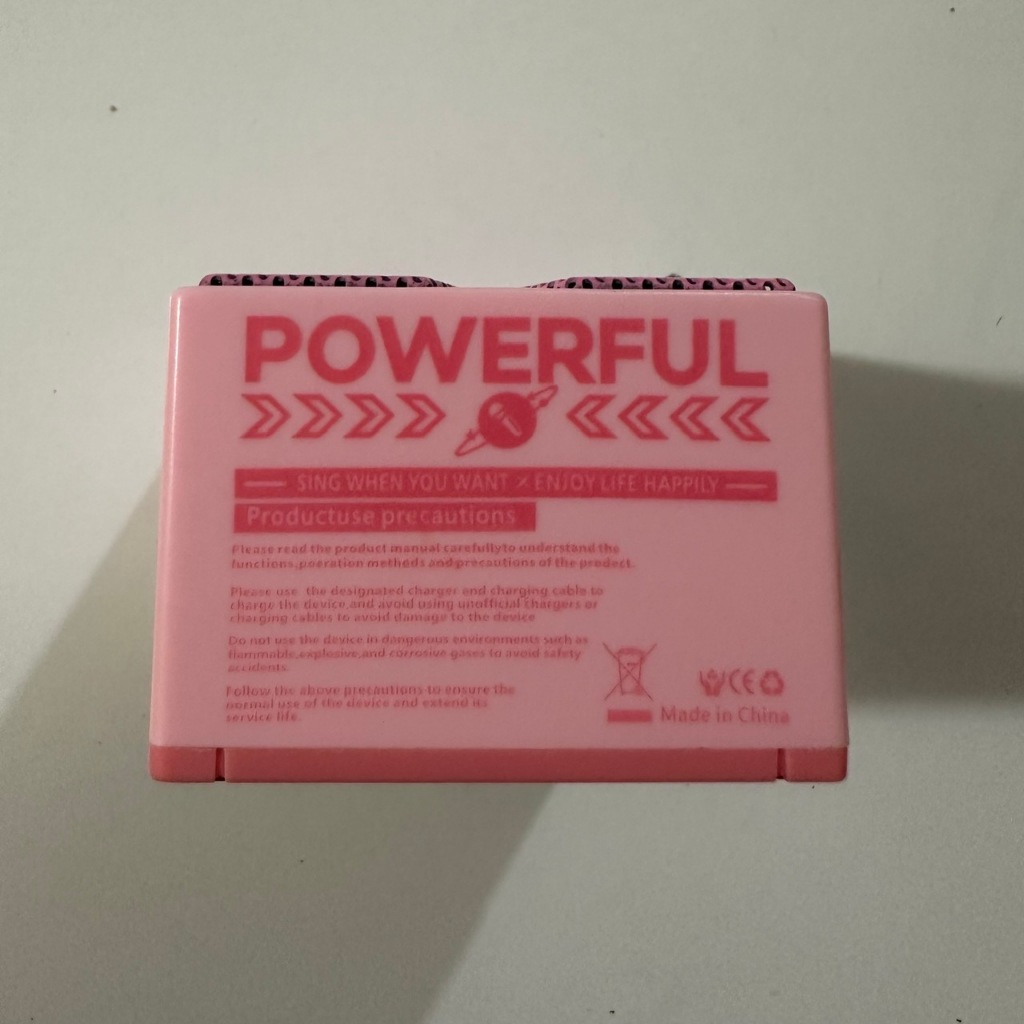 POWERFUL
SING WHEN YOU WANT × ENJOY LIFE HAPPILY
Productuse precautions
Please read the product manual carefullyto understand the
functions,poeration methods and precautions of the product.
Please use the designated charger and charging cable to
charge the device,and avoid using unofficial chargers or
charging cables to avoid damage to the device
Do not use the device in dangerous environments such as
flammable,explosive,and corrosive gases to avoid safety
accidents.
Follow the above precautions to ensure the
normal use of the device and extend its
service life.
CE
Made in China